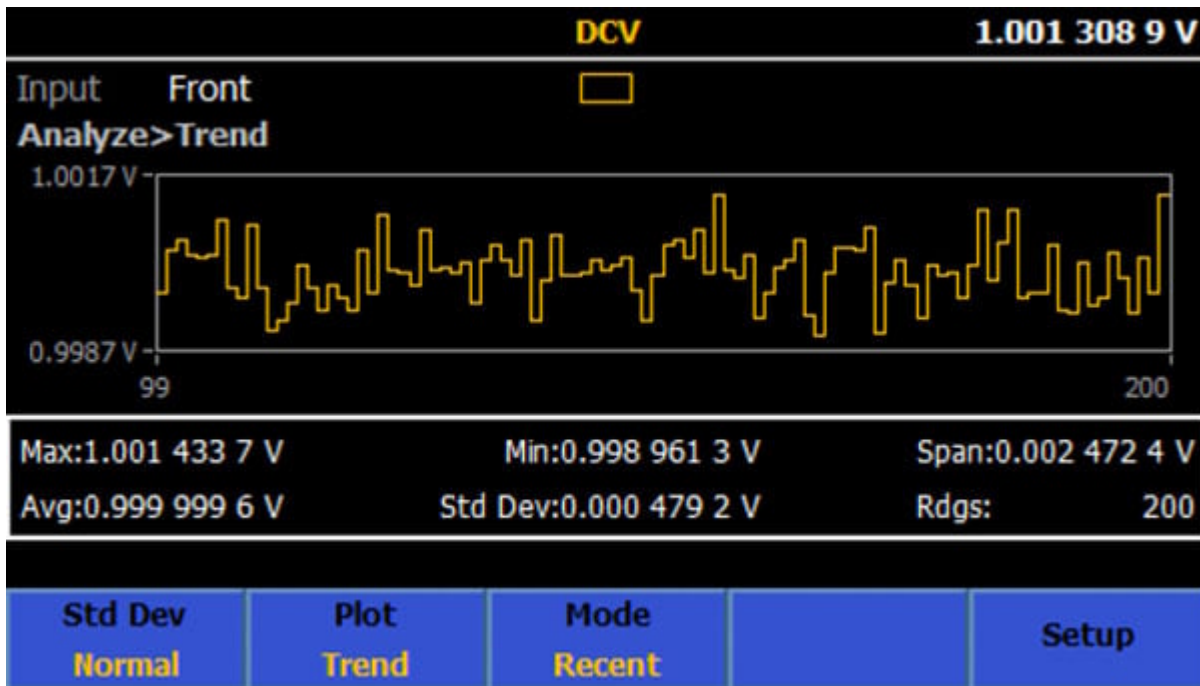 DCV 1.001 308 9 V
Input Front
Analyze>Trend
1.0017 V
0.9987 V
99 200
Max:1.001 433 7 V Min:0.998 961 3 V Span:0.002 472 4 V
Avg:0.999 999 6 V Std Dev:0.000 479 2 V Rdgs: 200
Std Dev Plot Mode Setup
Normal Trend Recent